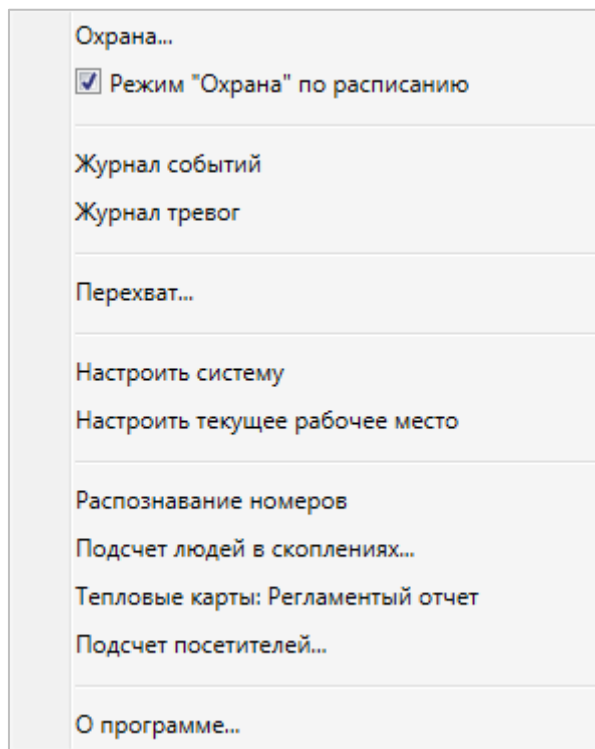 Охрана...
Режим "Охрана" по расписанию
Журнал событий
Журнал тревог
Перехват...
Настроить систему
Настроить текущее рабочее место
Распознавание номеров
Подсчет людей в скоплениях...
Тепловые карты: Регламентый отчет
Подсчет посетителей...
О программе...